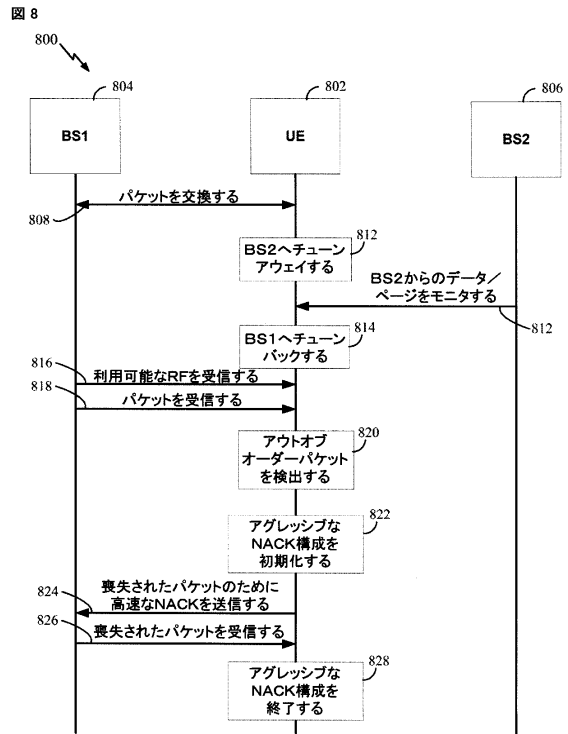 図8
800
804
802
806
BS1
UE
BS2
パケットを交換する
808
812
BS2へチューン
アウェイする
BS2からのデータ／
ページをモニタする
812
814
BS1へチューン
バックする
816
利用可能なRFを受信する
818
パケットを受信する
820
アウトオブ
オーダーパケット
を検出する
822
アグレッシブな
NACK構成を
初期化する
喪失されたパケットのために
824
高速なNACKを送信する
826
喪失されたパケットを受信する
828
アグレッシブな
NACK構成を
終了する